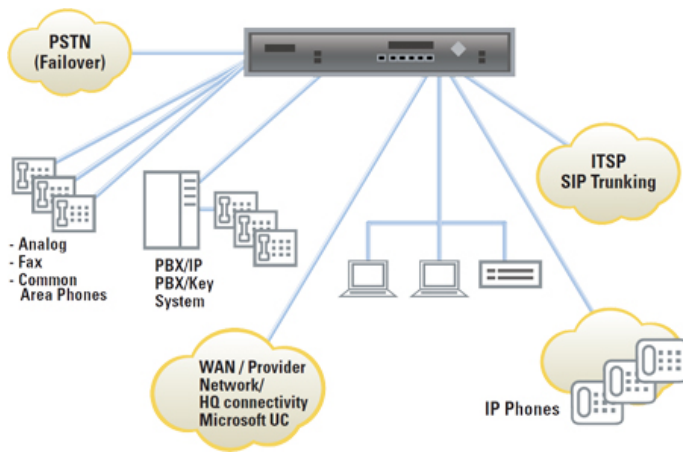 PSTN
(Failover)
ITSP
SIP Trunking
- Analog
- Fax
- Common
Area Phones
PBX/IP
PBX/Key
System
WAN / Provider
Network/
HQ connectivity
Microsoft UC
IP Phones